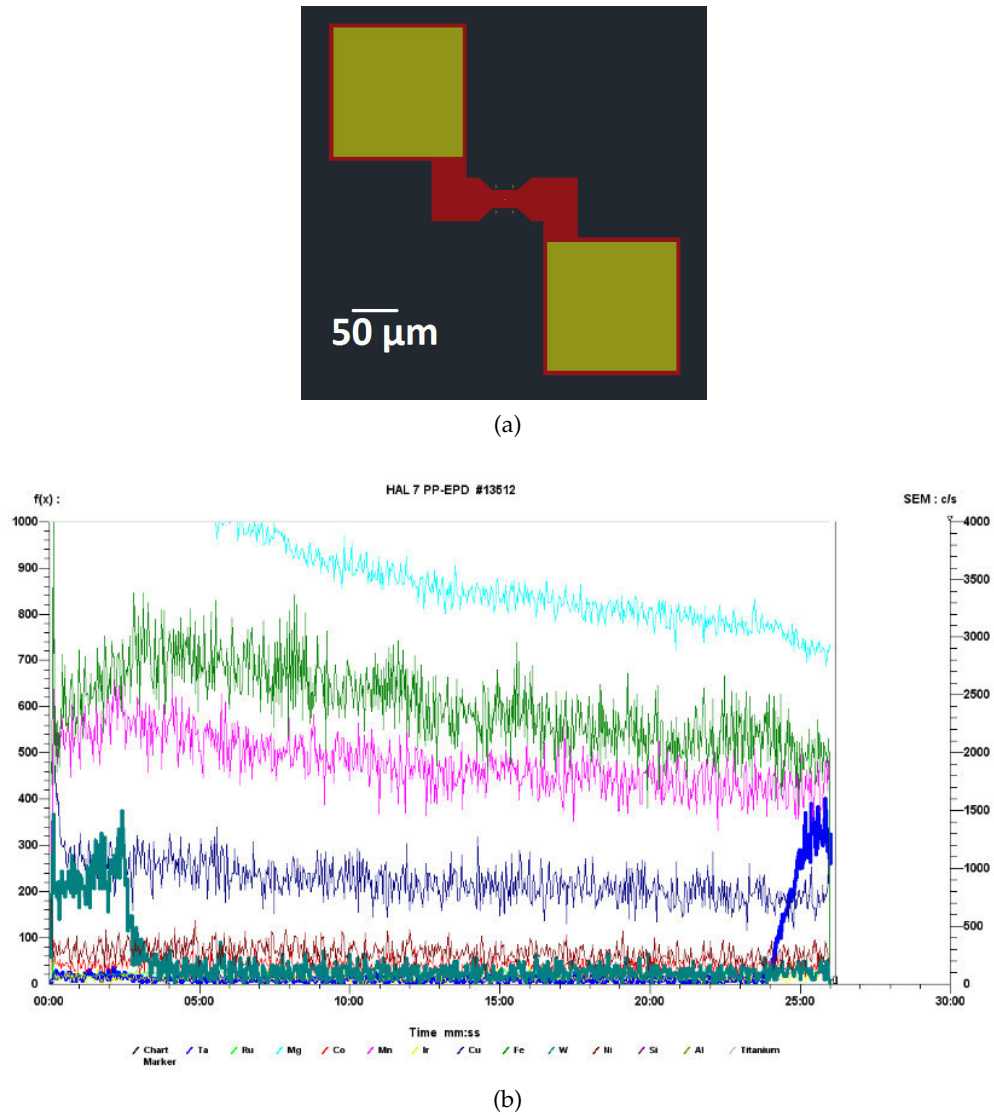 50 µm
(a)
HAL 7 PP-EPD #13512
f(x) :
SEM : c/s
1000
900
800
700
600
500
400
300
200
100
0
4000
3500
3000
2500
2000
1500
1000
500
0
00:00 05:00 10:00 15:00 20:00 25:00 30:00
Time mm:ss
Chart Marker Ta Ru Mg Co Mn Ir Cu Fe W Ni Si Al Titanium
(b)